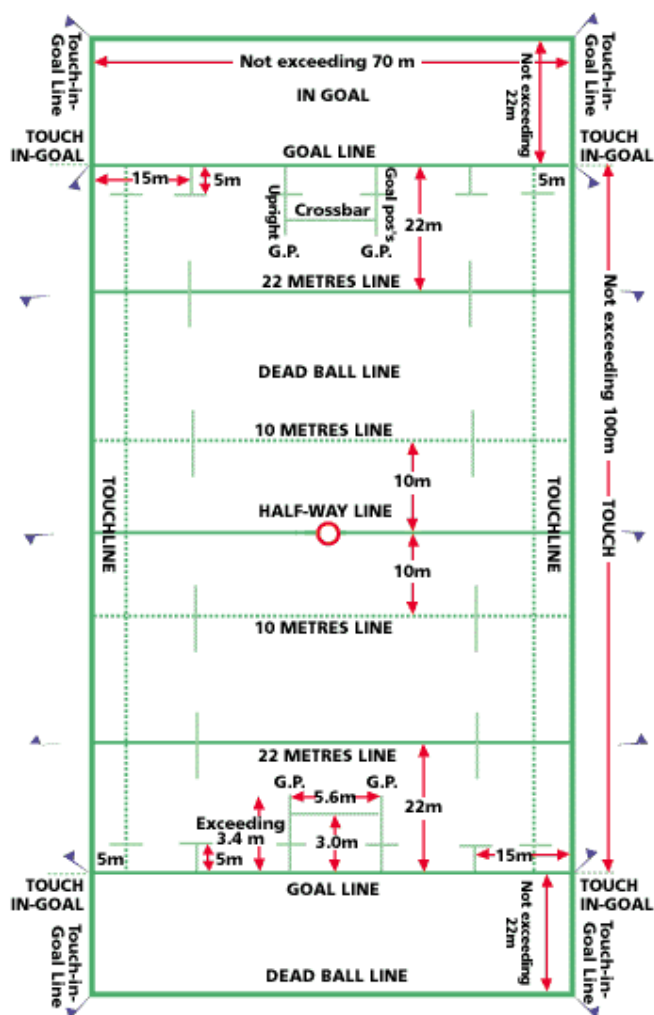 Touch-in-
Goal Line
Not exceeding 70 m
Not exceeding
22m
Touch-in-
Goal Line
IN GOAL
TOUCH
IN-GOAL
TOUCH
IN-GOAL
GOAL LINE
15m
5m
Upright
Crossbar
Goal pos's
22m
5m
G.P.
G.P.
22 METRES LINE
Not exceeding 100m
DEAD BALL LINE
10 METRES LINE
10m
TOUCHLINE
HALF-WAY LINE
TOUCHLINE
TOUCH
10m
10 METRES LINE
22 METRES LINE
G.P.
G.P.
5.6m
22m
Exceeding
3.4 m
3.0m
5m
5m
15m
TOUCH
IN-GOAL
GOAL LINE
TOUCH
IN-GOAL
Touch-in-
Goal Line
Not exceeding
22m
Touch-in-
Goal Line
DEAD BALL LINE